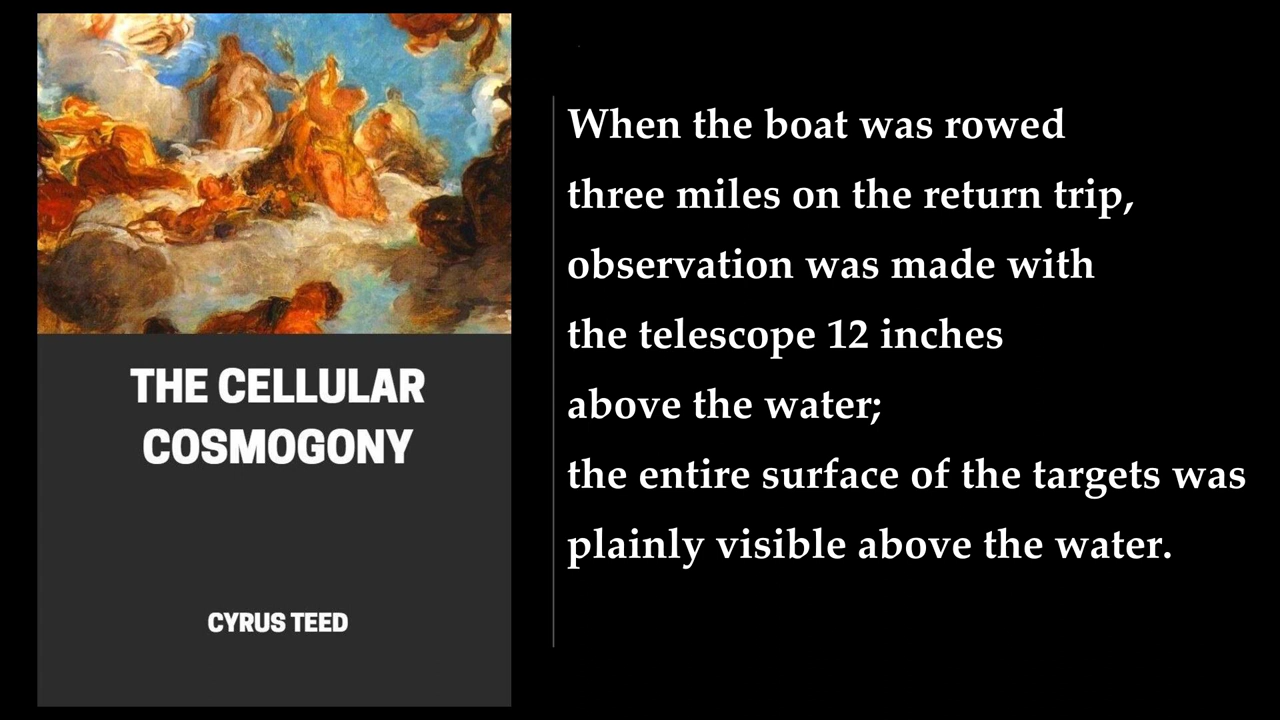 THE CELLULAR
COSMOGONY
CYRUS TEED
When the boat was rowed
three miles on the return trip,
observation was made with
the telescope 12 inches
above the water;
the entire surface of the targets was
plainly visible above the water.